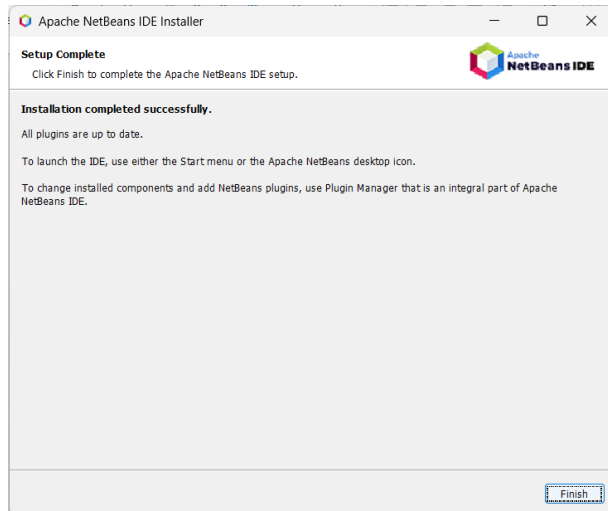 Apache NetBeans IDE Installer
Setup Complete
Click Finish to complete the Apache NetBeans IDE setup.
Apache
NetBeans IDE
Installation completed successfully.
All plugins are up to date.
To launch the IDE, use either the Start menu or the Apache NetBeans desktop icon.
To change installed components and add NetBeans plugins, use Plugin Manager that is an integral part of Apache
NetBeans IDE.
Finish